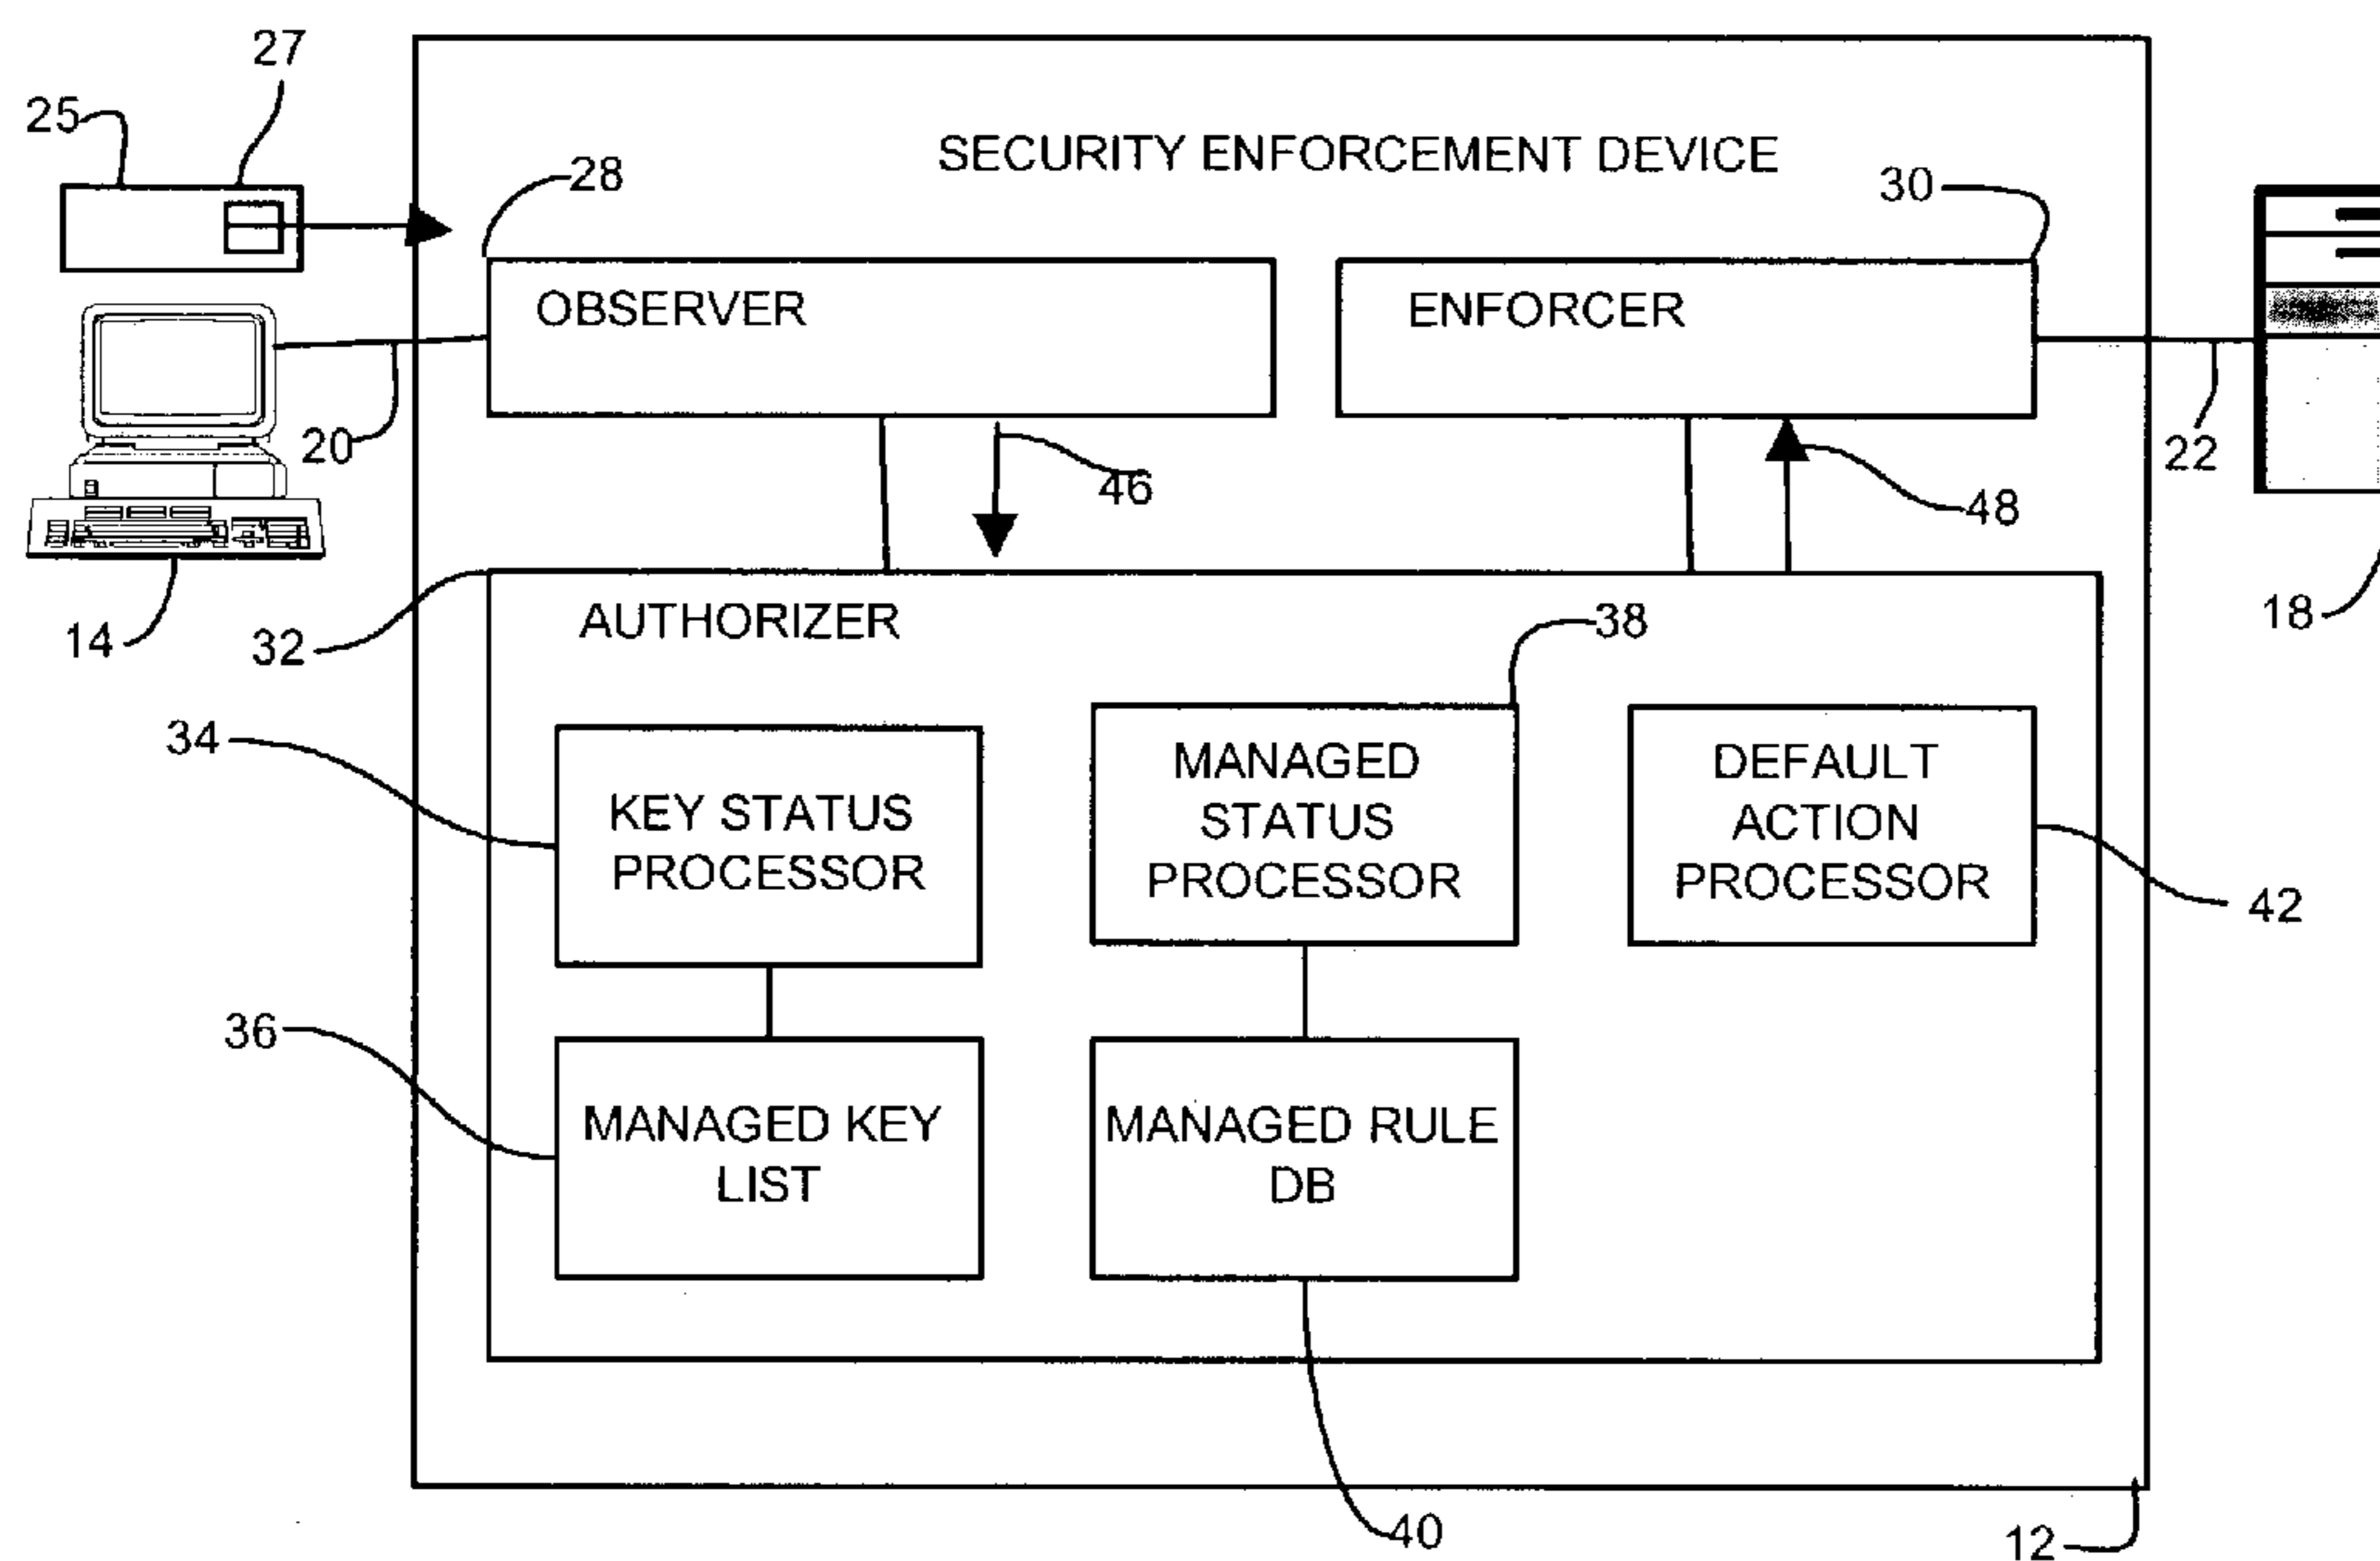 27
25
SECURITY ENFORCEMENT DEVICE
28
30
OBSERVER
ENFORCER
20
46
22
48
14
32
AUTHORIZER
38
18
34
KEY STATUS
PROCESSOR
MANAGED
STATUS
PROCESSOR
DEFAULT
ACTION
PROCESSOR
42
36
MANAGED KEY
LIST
MANAGED RULE
DB
40
12